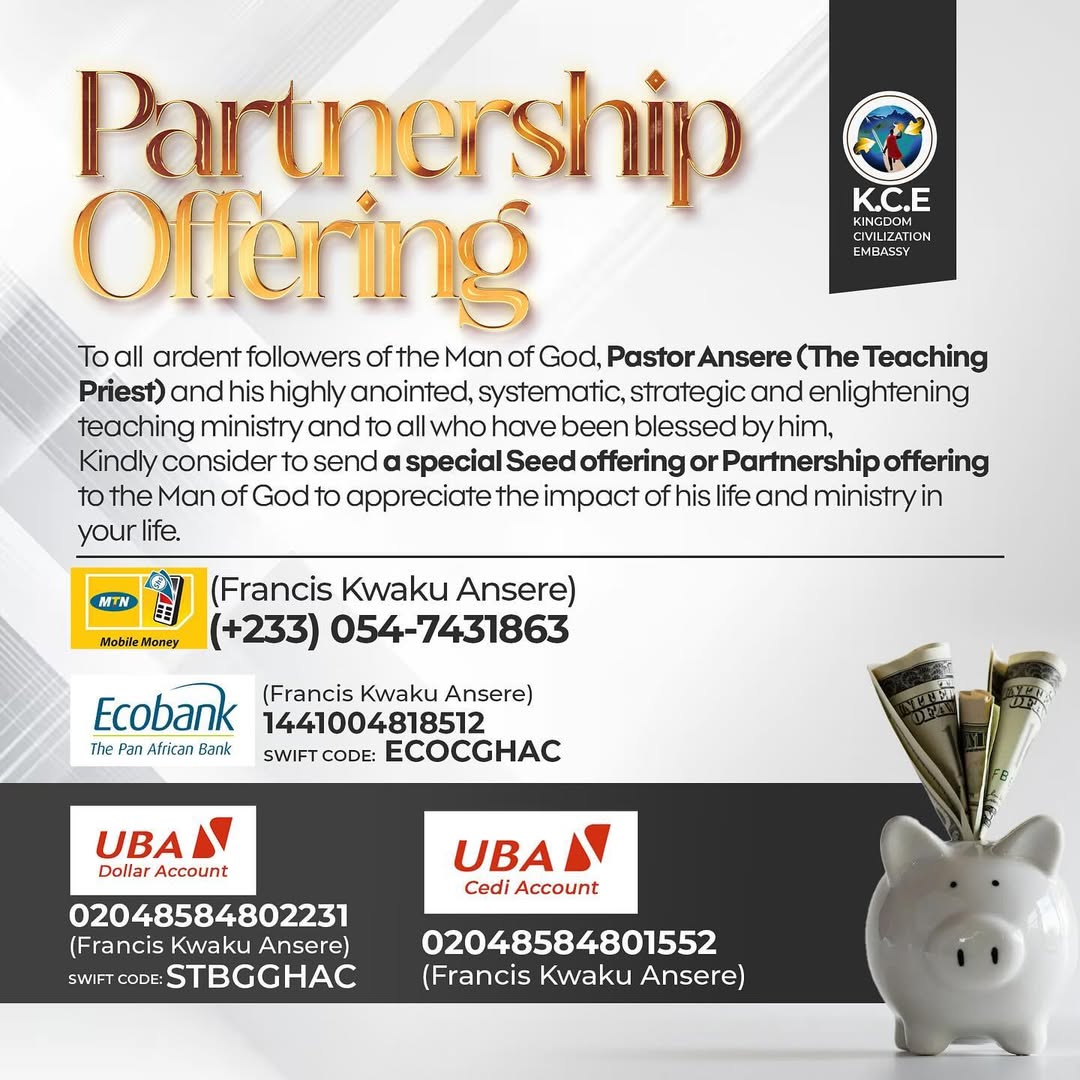 Partnership
Offering
K.C.E
KINGDOM
CIVILIZATION
EMBASSY
To all ardent followers of the Man of God, Pastor Ansere (The Teaching
Priest) and his highly anointed, systematic, strategic and enlightening
teaching ministry and to all who have been blessed by him,
Kindly consider to send a special Seed offering or Partnership offering
to the Man of God to appreciate the impact of his life and ministry in
your life.
MTN
Mobile Money
(Francis Kwaku Ansere)
(+233) 054-7431863
Ecobank
The Pan African Bank
(Francis Kwaku Ansere)
1441004818512
SWIFT CODE: ECOCGHAC
UBA
Dollar Account
02048584802231
(Francis Kwaku Ansere)
SWIFT CODE: STBGGHAC
UBA
Cedi Account
02048584801552
(Francis Kwaku Ansere)